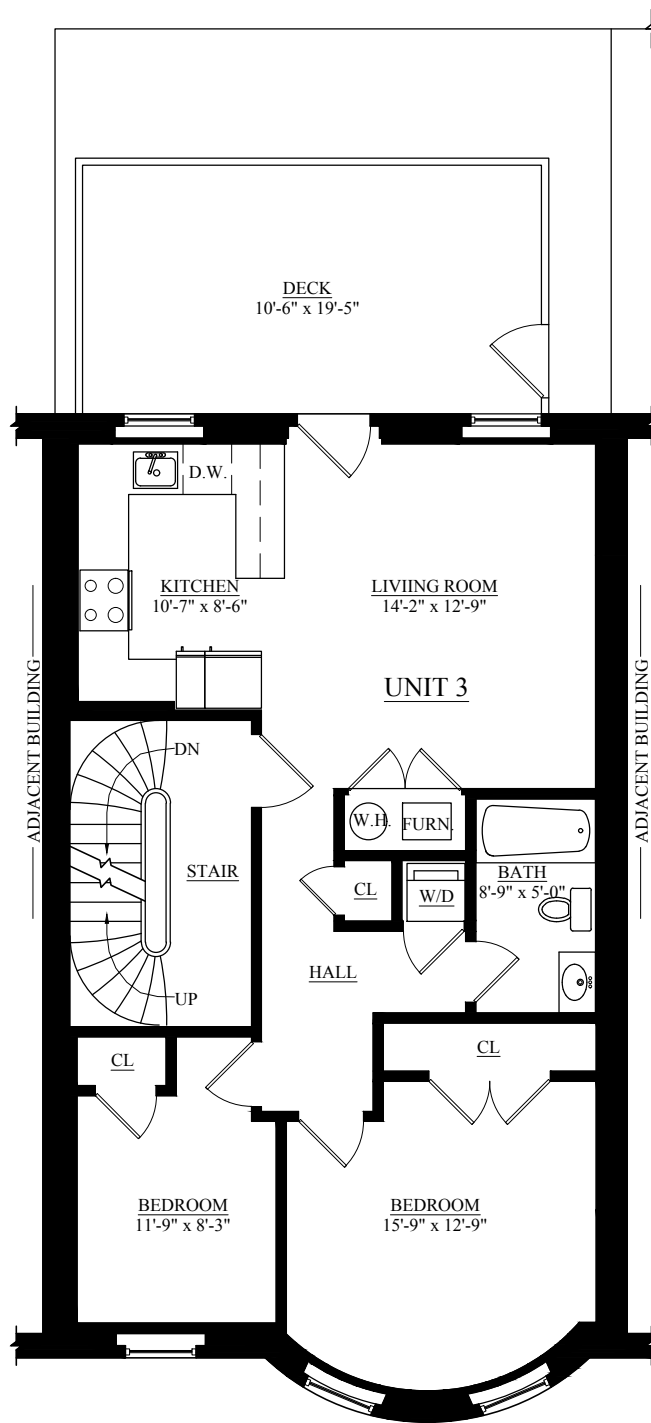 DECK
10'-6" x 19'-5"
D.W.
KITCHEN
10'-7" x 8'-6"
LIVIING ROOM
14'-2" x 12'-9"
UNIT 3
ADJACENT BUILDING
ADJACENT BUILDING
DN
W.H.
FURN.
STAIR
CL
W/D
BATH
8'-9" x 5'-0"
HALL
UP
CL
CL
BEDROOM
11'-9" x 8'-3"
BEDROOM
15'-9" x 12'-9"